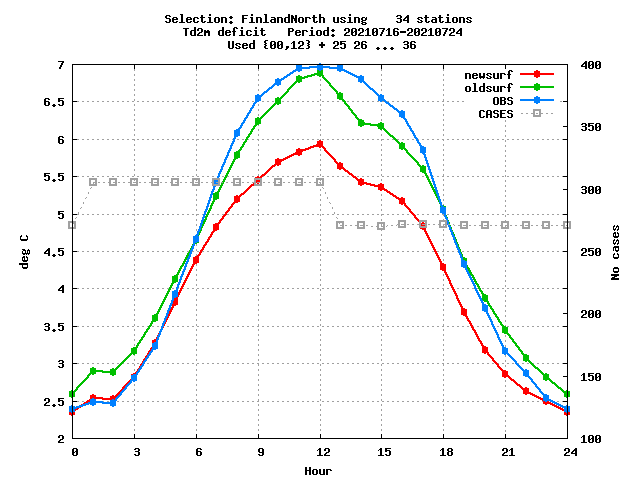 Selection: FinlandNorth using    34 stations
Td2m deficit   Period: 20210716-20210724
Used {00,12} + 25 26 ... 36
newsurf
oldsurf
OBS
CASES
7
6.5
6
5.5
5
4.5
4
3.5
3
2.5
2
400
350
300
250
200
150
100
deg C
No cases
0 3 6 9 12 15 18 21 24
Hour